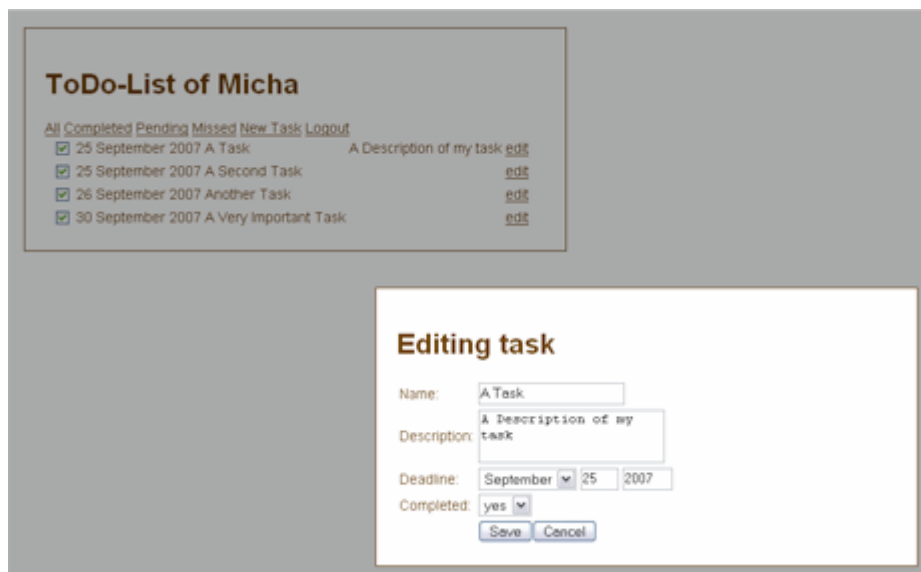 ToDo-List of Micha
All Completed Pending Missed New Task Logout
25 September 2007 A Task A Description of my task edit
25 September 2007 A Second Task edit
26 September 2007 Another Task edit
30 September 2007 A Very Important Task edit
Editing task
Name: A Task
Description: A Description of my
task
Deadline: September 25 2007
Completed: yes
Save Cancel